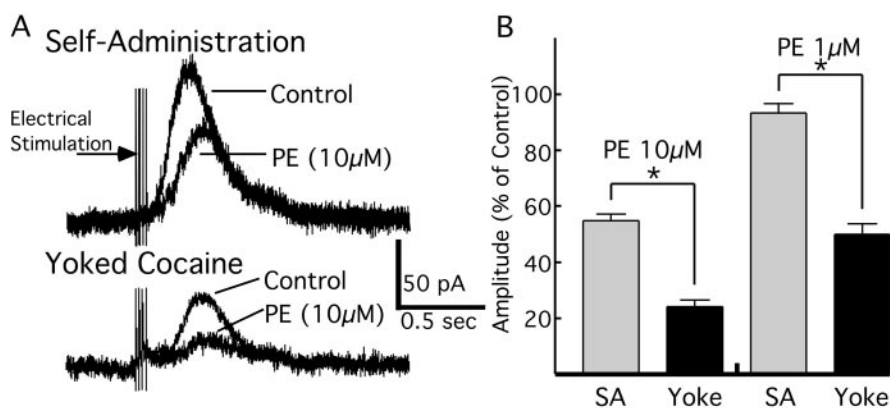 A
Self-Administration
Control
Electrical
Stimulation
PE (10μM)
Yoked Cocaine
Control
PE (10μM)
50 pA
0.5 sec
B
Amplitude (% of Control)
100
80
60
40
20
PE 10μM
*
PE 1μM
*
SA
Yoke
SA
Yoke